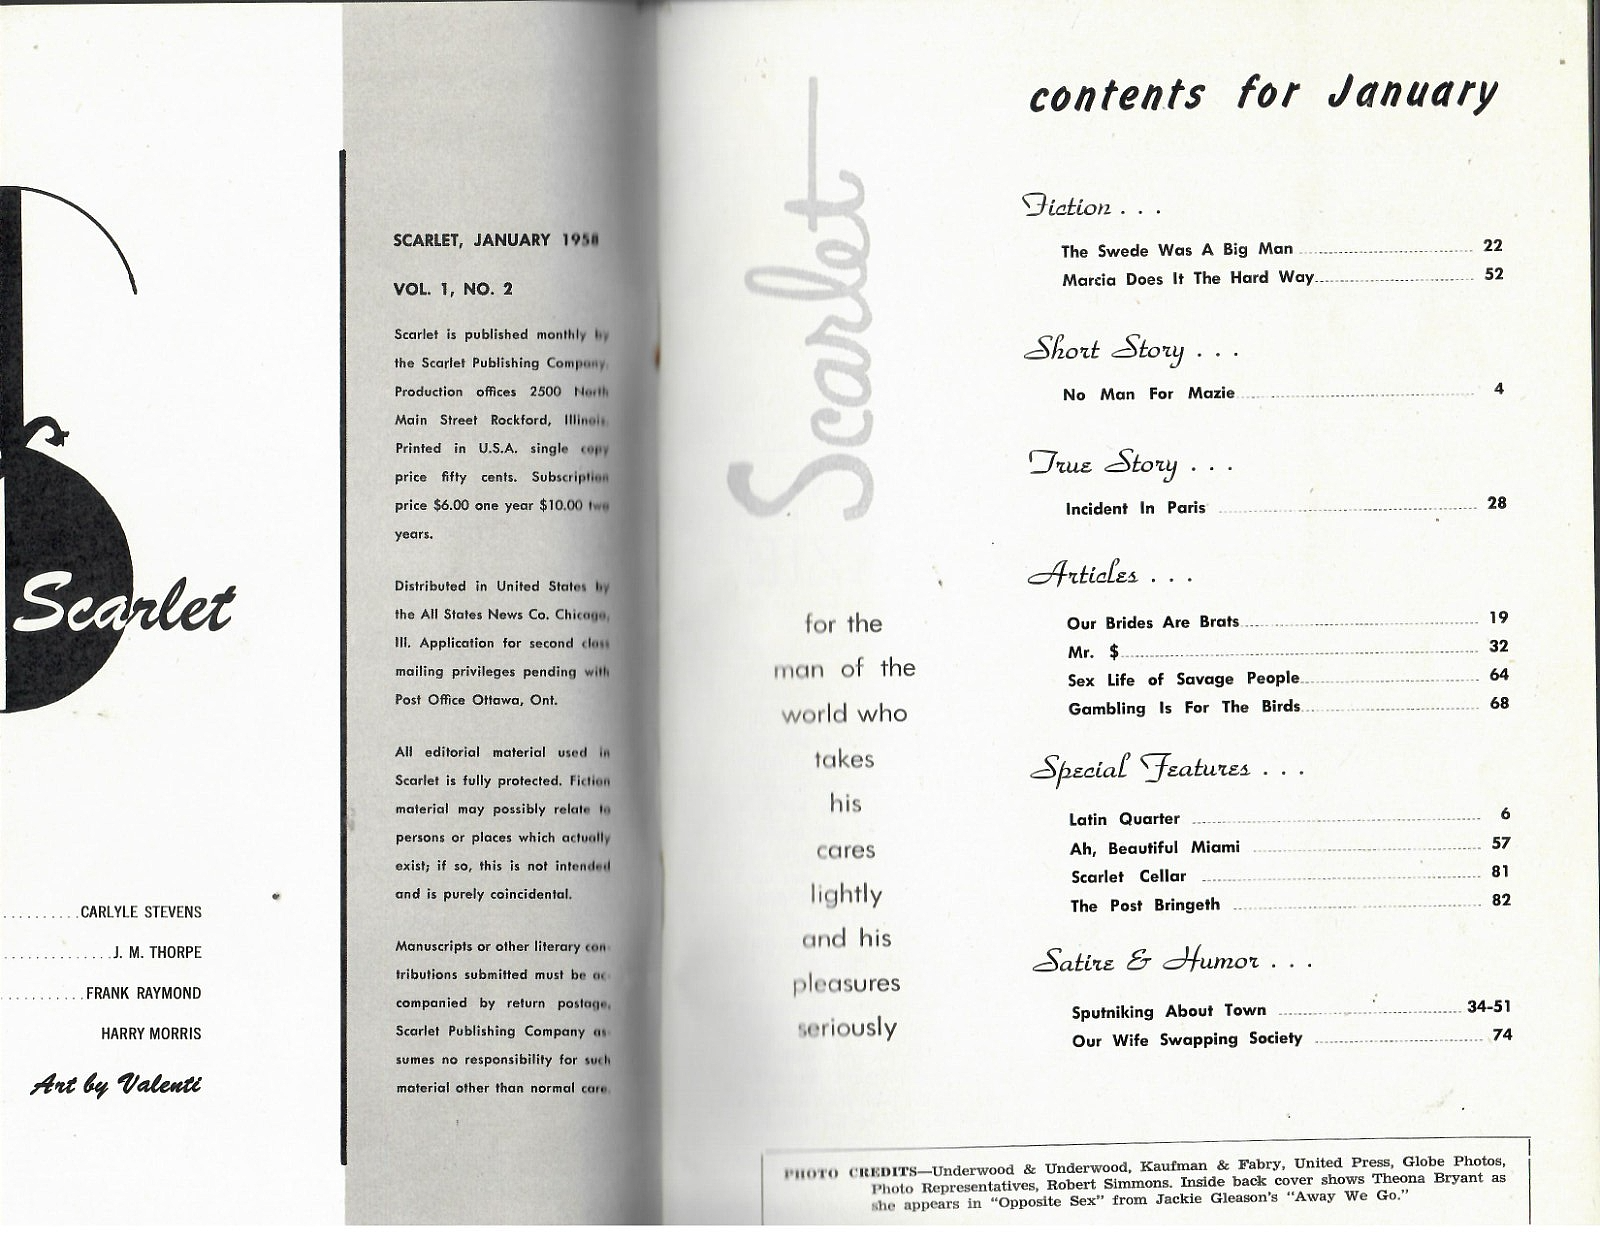 Scarlet
CARLYLE STEVENS
J. M. THORPE
FRANK RAYMOND
HARRY MORRIS
Art by Valenti
SCARLET, JANUARY 1958
VOL. 1, NO. 2
Scarlet is published monthly by
the Scarlet Publishing Company.
Production offices 2500 North
Main Street Rockford, Illinois.
Printed in U.S.A. single copy
price fifty cents. Subscription
price $6.00 one year $10.00 two
years.
Distributed in United States by
the All States News Co. Chicago,
Ill. Application for second class
mailing privileges pending with
Post Office Ottawa, Ont.
All editorial material used in
Scarlet is fully protected. Fiction
material may possibly relate to
persons or places which actually
exist; if so, this is not intended
and is purely coincidental.
Manuscripts or other literary con-
tributions submitted must be ac-
companied by return postage.
Scarlet Publishing Company as-
sumes no responsibility for such
material other than normal care.
Scarlet
for the
man of the
world who
takes
his
cares
lightly
and his
pleasures
seriously
contents for January
Fiction . . .
The Swede Was A Big Man 22
Marcia Does It The Hard Way 52
Short Story . . .
No Man For Mazie 4
True Story . . .
Incident In Paris 28
Articles . . .
Our Brides Are Brats 19
Mr. $ 32
Sex Life of Savage People 64
Gambling Is For The Birds 68
Special Features . . .
Latin Quarter 6
Ah, Beautiful Miami 57
Scarlet Cellar 81
The Post Bringeth 82
Satire & Humor . . .
Sputniking About Town 34-51
Our Wife Swapping Society 74
PHOTO CREDITS—Underwood & Underwood, Kaufman & Fabry, United Press, Globe Photos,
Photo Representatives, Robert Simmons. Inside back cover shows Theona Bryant as
she appears in "Opposite Sex" from Jackie Gleason's "Away We Go."